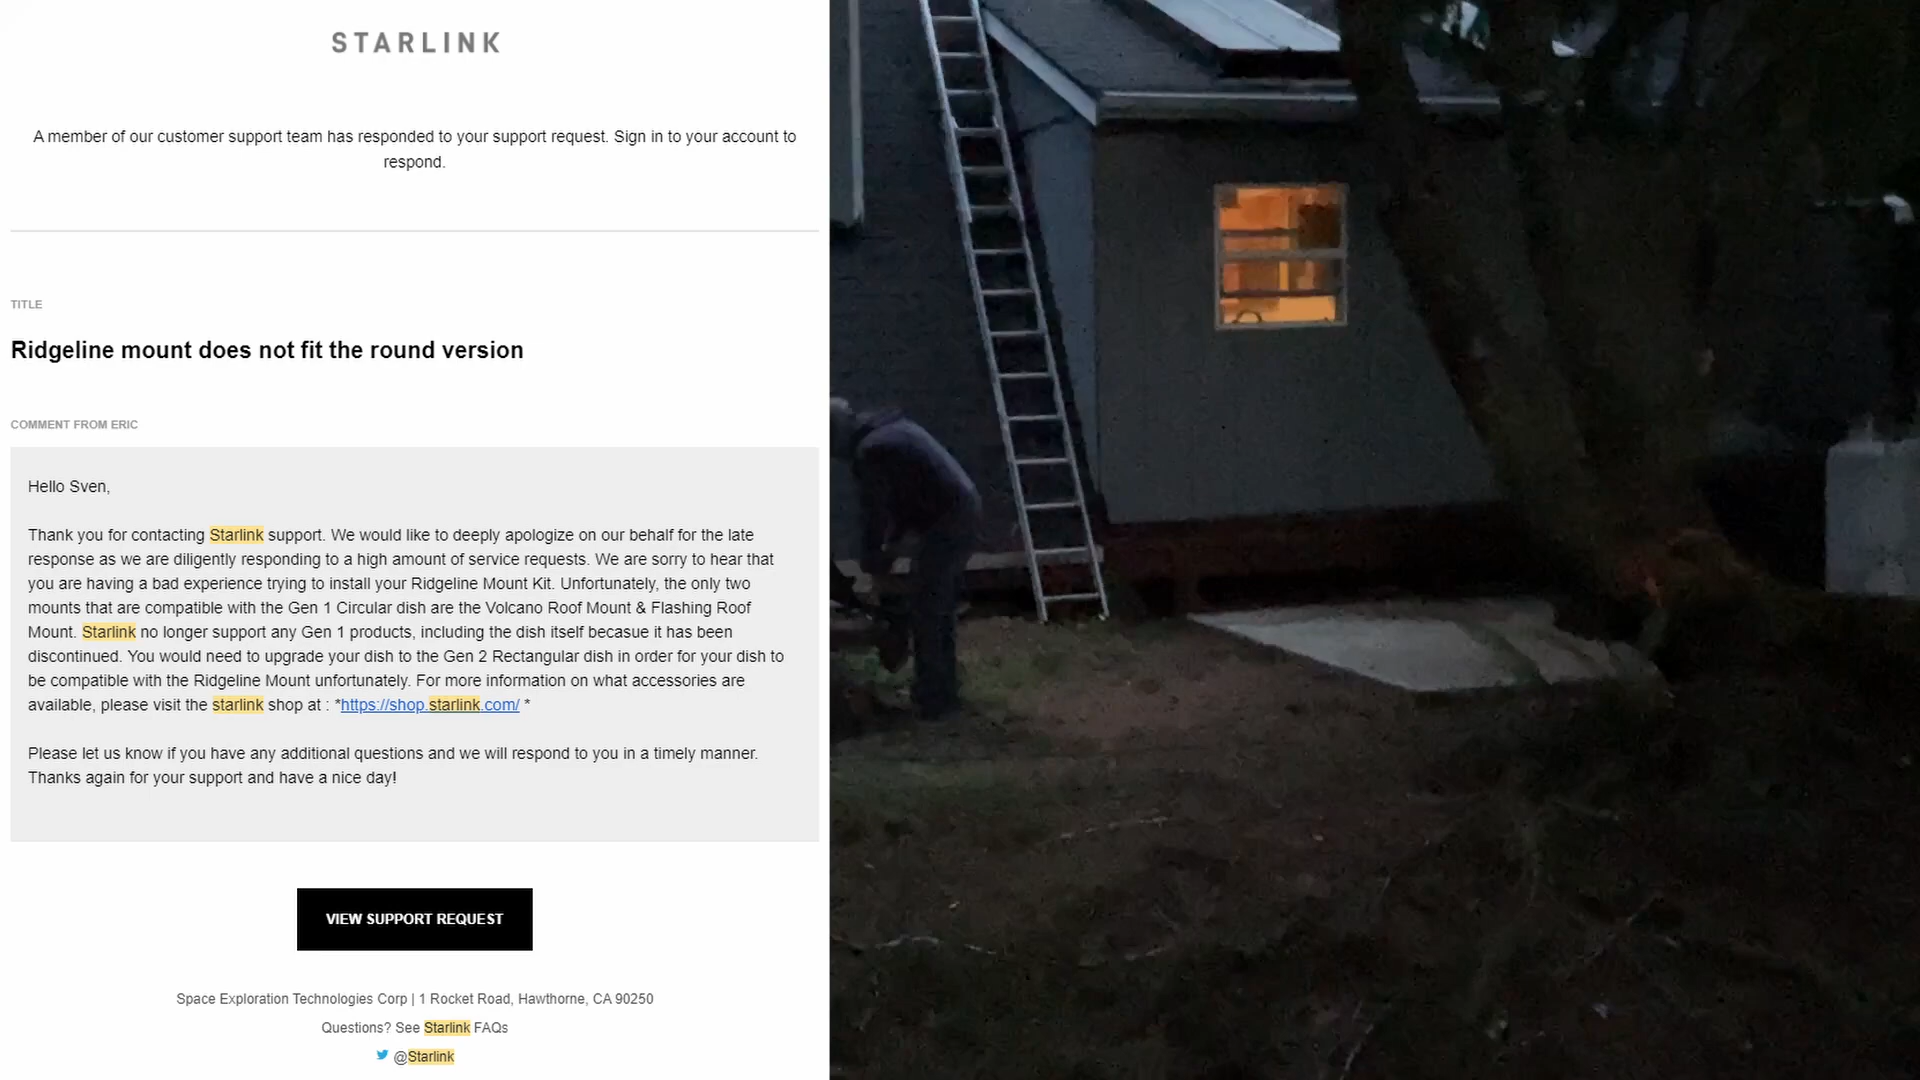 STARLINK
A member of our customer support team has responded to your support request. Sign in to your account to
respond.
TITLE
Ridgeline mount does not fit the round version
COMMENT FROM ERIC
Hello Sven,
Thank you for contacting Starlink support. We would like to deeply apologize on our behalf for the late
response as we are diligently responding to a high amount of service requests. We are sorry to hear that
you are having a bad experience trying to install your Ridgeline Mount Kit. Unfortunately, the only two
mounts that are compatible with the Gen 1 Circular dish are the Volcano Roof Mount & Flashing Roof
Mount. Starlink no longer support any Gen 1 products, including the dish itself becasue it has been
discontinued. You would need to upgrade your dish to the Gen 2 Rectangular dish in order for your dish to
be compatible with the Ridgeline Mount unfortunately. For more information on what accessories are
available, please visit the starlink shop at : *https://shop.starlink.com/ *
Please let us know if you have any additional questions and we will respond to you in a timely manner.
Thanks again for your support and have a nice day!
VIEW SUPPORT REQUEST
Space Exploration Technologies Corp | 1 Rocket Road, Hawthorne, CA 90250
Questions? See Starlink FAQs
@Starlink